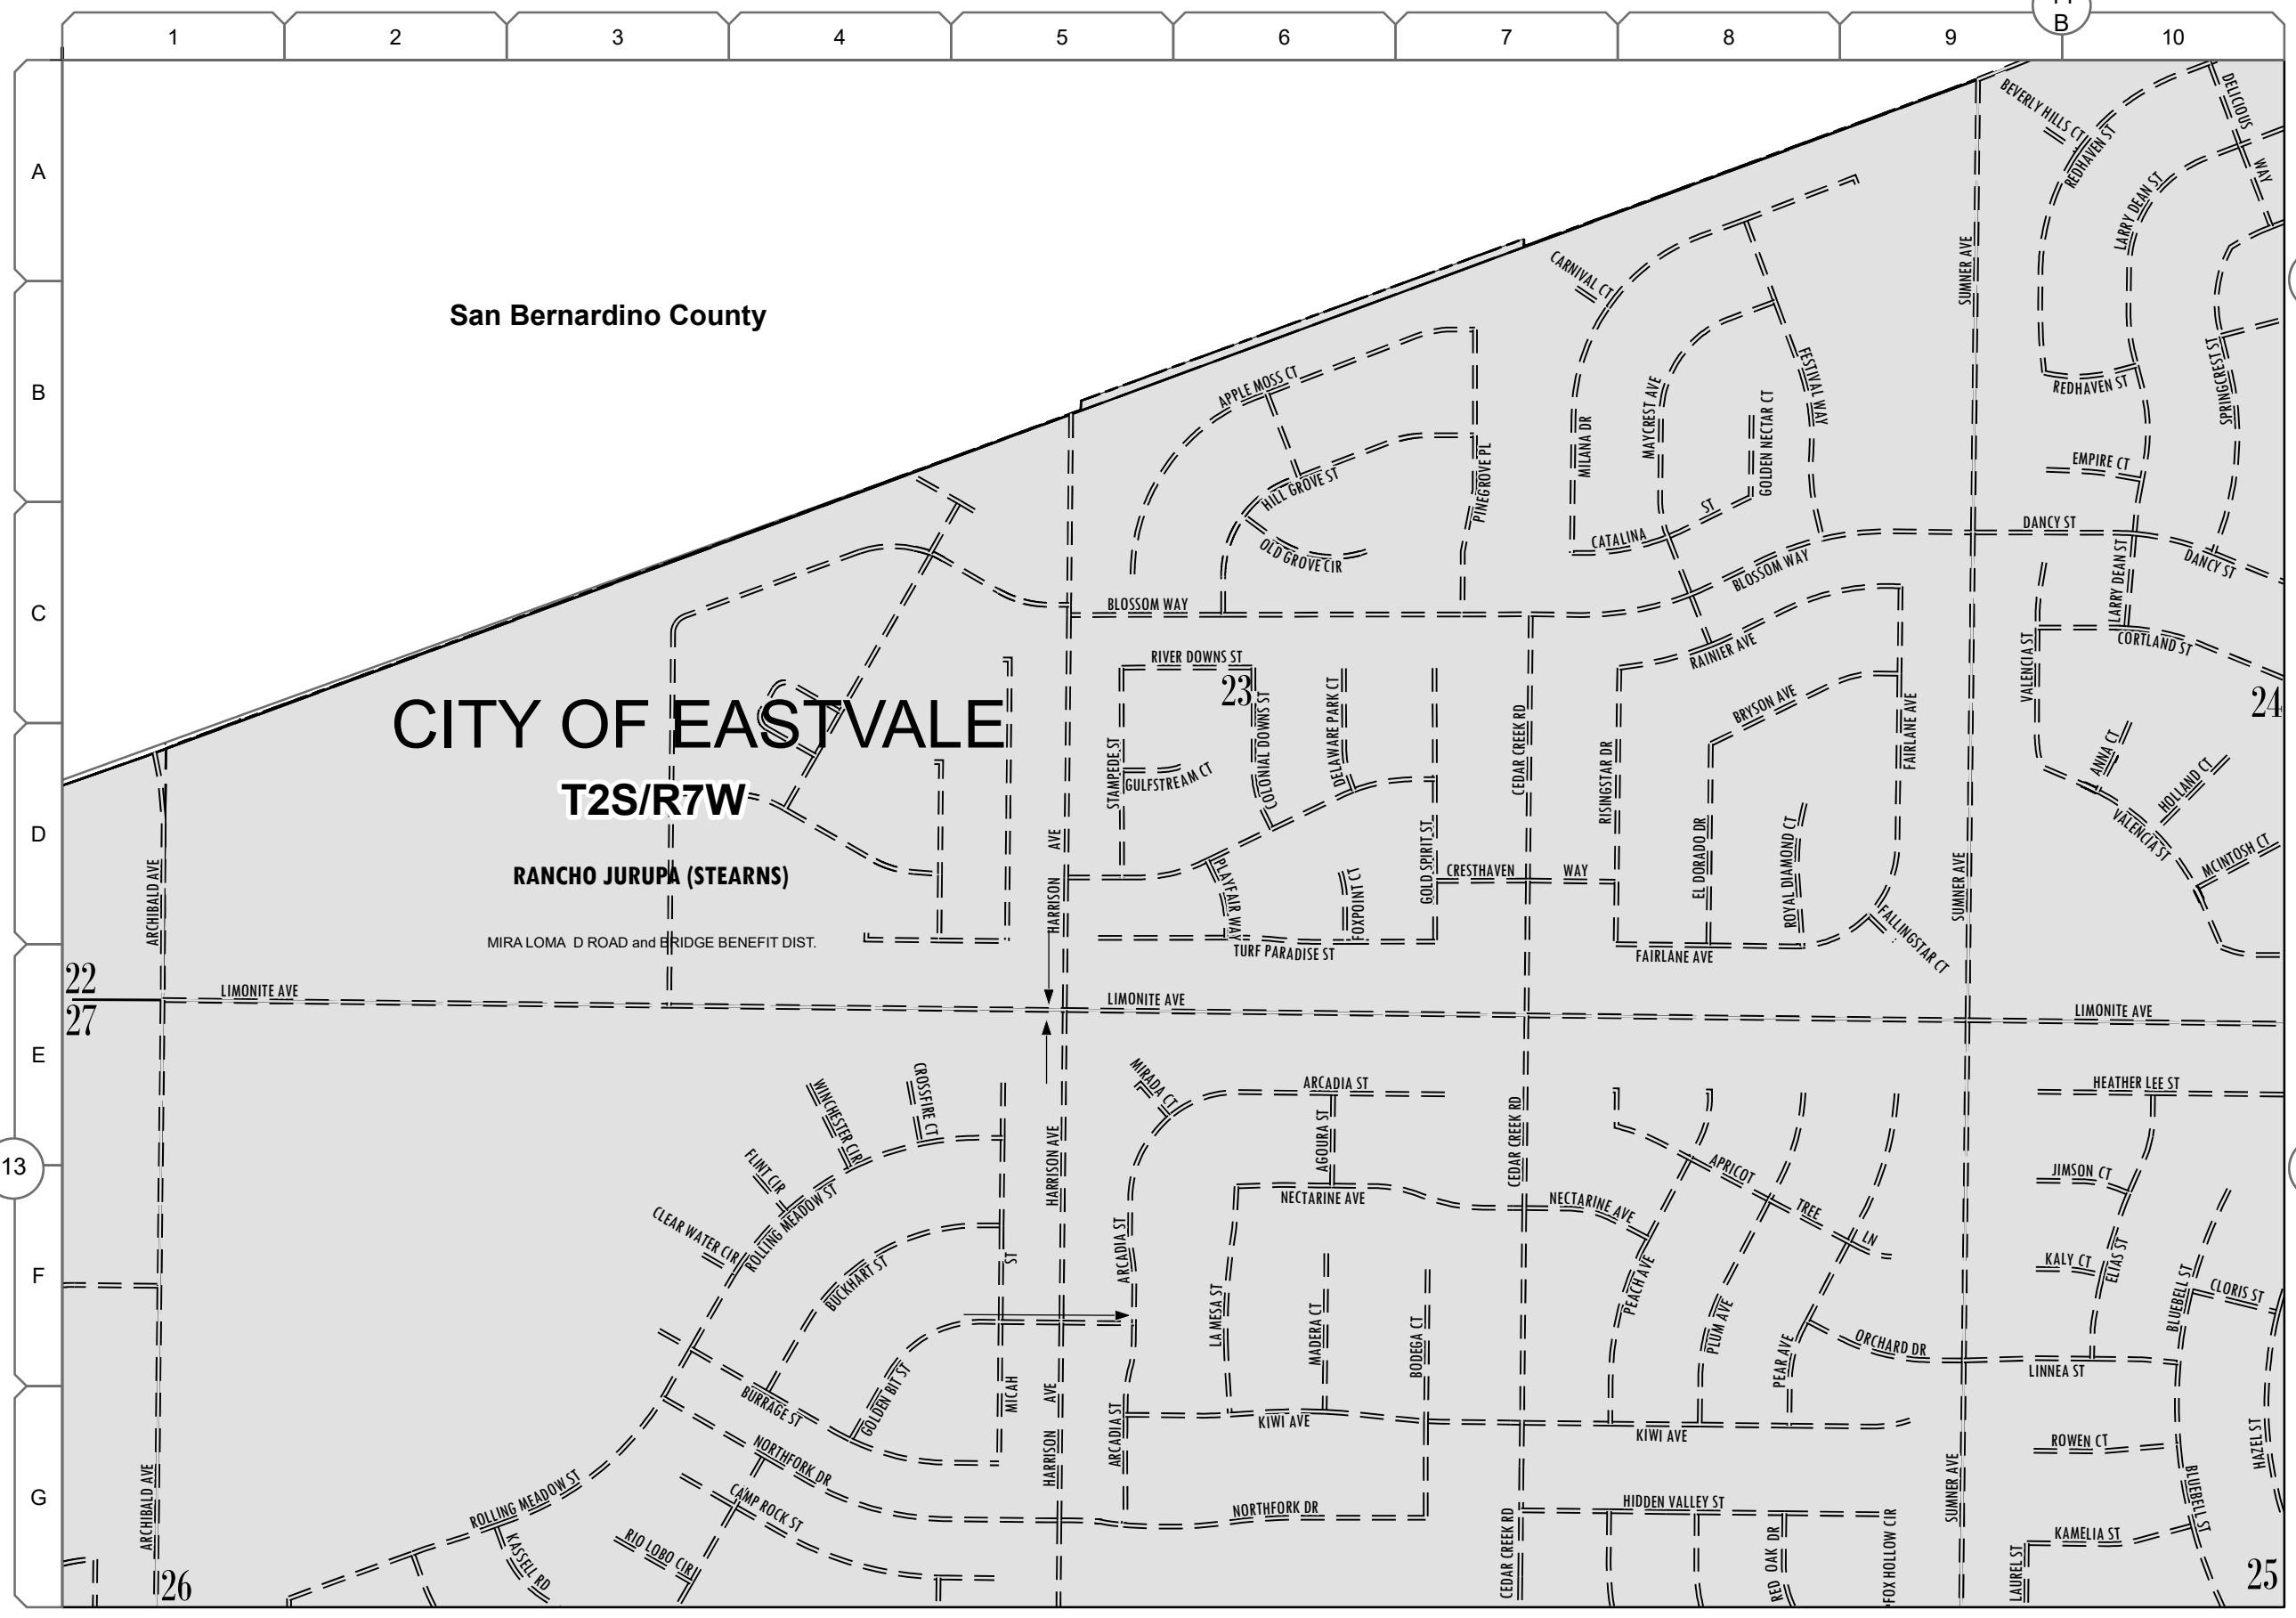 B
1 2 3 4 5 6 7 8 9 10
A
B
C
D
E
F
G
13
San Bernardino County
CITY OF EASTVALE
T2S/R7W
RANCHO JURUPA (STEARNS)
MIRA LOMA D ROAD and BRIDGE BENEFIT DIST.
22
27
23
24
26
25
BEVERLY HILLS CT
REDHAVEN ST
DELICIOUS WAY
LARRY DEAN ST
SUMNER AVE
CARNIVAL CT
REDHAVEN ST
SPRINGCREST ST
APPLE MOSS CT
HILL GROVE ST
OLD GROVE CIR
PINEGROVE PL
MILANA DR
MAYCREST AVE
FESTIVAL WAY
GOLDEN NECTAR CT
CATALINA ST
EMPIRE CT
DANCY ST
DANCY ST
LARRY DEAN ST
BLOSSOM WAY
BLOSSOM WAY
RAINIER AVE
CORTLAND ST
VALENCIA ST
RIVER DOWNS ST
COLONIAL DOWNS ST
DELAWARE PARK CT
STAMPEDE ST
GULFSTREAM CT
CEDAR CREEK RD
RISINGSTAR DR
BRYSON AVE
FAIRLANE AVE
ANNA CT
HOLLAND CT
VALENCIA ST
MCINTOSH CT
ARCHIBALD AVE
HARRISON AVE
PLAYFAIR WAY
FOXPOINT CT
GOLD SPIRIT ST
CRESTHAVEN WAY
EL DORADO DR
ROYAL DIAMOND CT
SUMNER AVE
FALLINGSTAR CT
TURF PARADISE ST
FAIRLANE AVE
LIMONITE AVE
LIMONITE AVE
LIMONITE AVE
WINCHESTER CIR
CROSSFIRE CT
FLINT CIR
CLEAR WATER CIR
ROLLING MEADOW ST
BUCKHART ST
MICAH ST
HARRISON AVE
MIRADA CT
ARCADIA ST
AGOURA ST
NECTARINE AVE
NECTARINE AVE
ARCADIA ST
CEDAR CREEK RD
APRICOT TREE LN
HEATHER LEE ST
JIMSON CT
KALY CT
ELIAS ST
BLUEBELL ST
CLORIS ST
LA MESA ST
MADERA CT
BODEGA CT
PEACH AVE
PLUM AVE
PEAR AVE
ORCHARD DR
LINNEA ST
BURRAGE ST
GOLDEN BIT ST
HARRISON AVE
ARCADIA ST
KIWI AVE
KIWI AVE
ROWEN CT
HAZEL ST
NORTHFORK DR
NORTHFORK DR
CAMP ROCK ST
ROLLING MEADOW ST
KASSELL RD
RIO LOBO CIR
ARCHIBALD AVE
CEDAR CREEK RD
HIDDEN VALLEY ST
RED OAK DR
FOX HOLLOW CIR
SUMNER AVE
BLUEBELL ST
KAMELIA ST
LAUREL ST